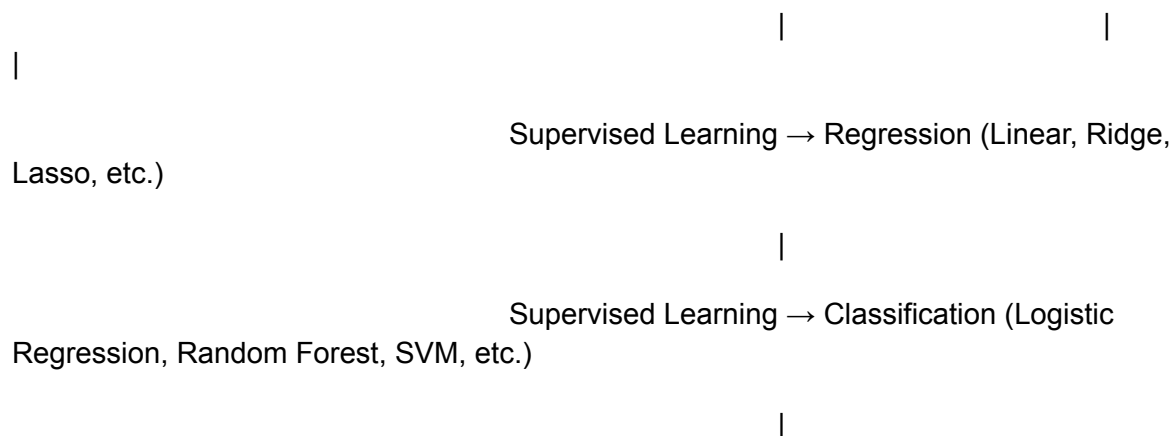 | |
|
Supervised Learning → Regression (Linear, Ridge,
Lasso, etc.)
|
Supervised Learning → Classification (Logistic
Regression, Random Forest, SVM, etc.)
|